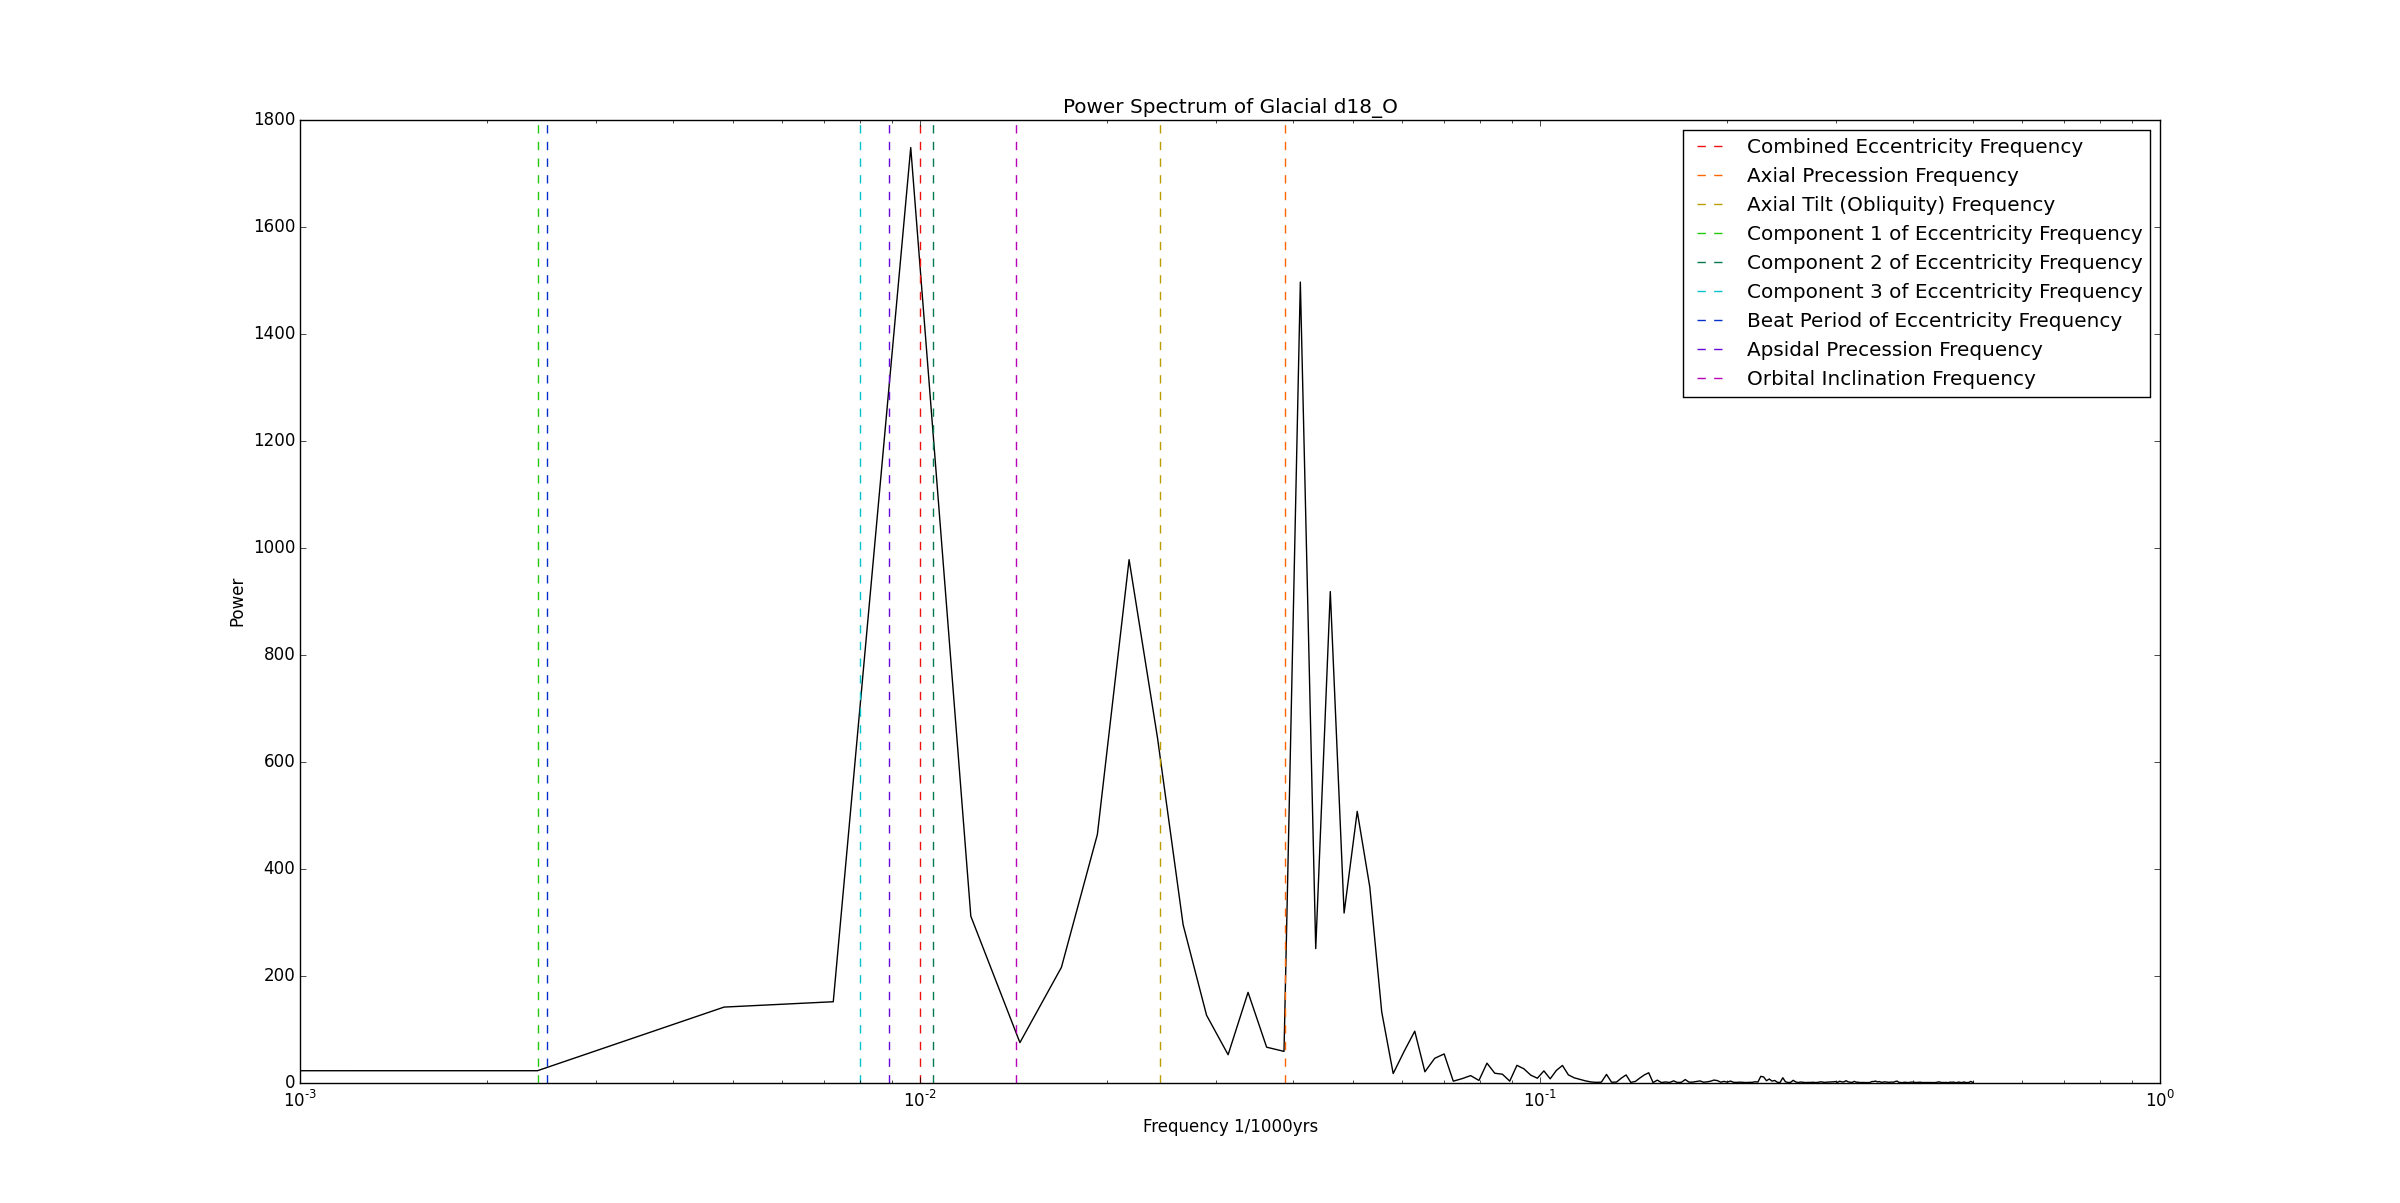 Power Spectrum of Glacial d18_O
1800
1600
1400
1200
1000
800
600
400
200
0
Power
10^-3
10^-2
10^-1
10^0
Frequency 1/1000yrs
Combined Eccentricity Frequency
Axial Precession Frequency
Axial Tilt (Obliquity) Frequency
Component 1 of Eccentricity Frequency
Component 2 of Eccentricity Frequency
Component 3 of Eccentricity Frequency
Beat Period of Eccentricity Frequency
Apsidal Precession Frequency
Orbital Inclination Frequency